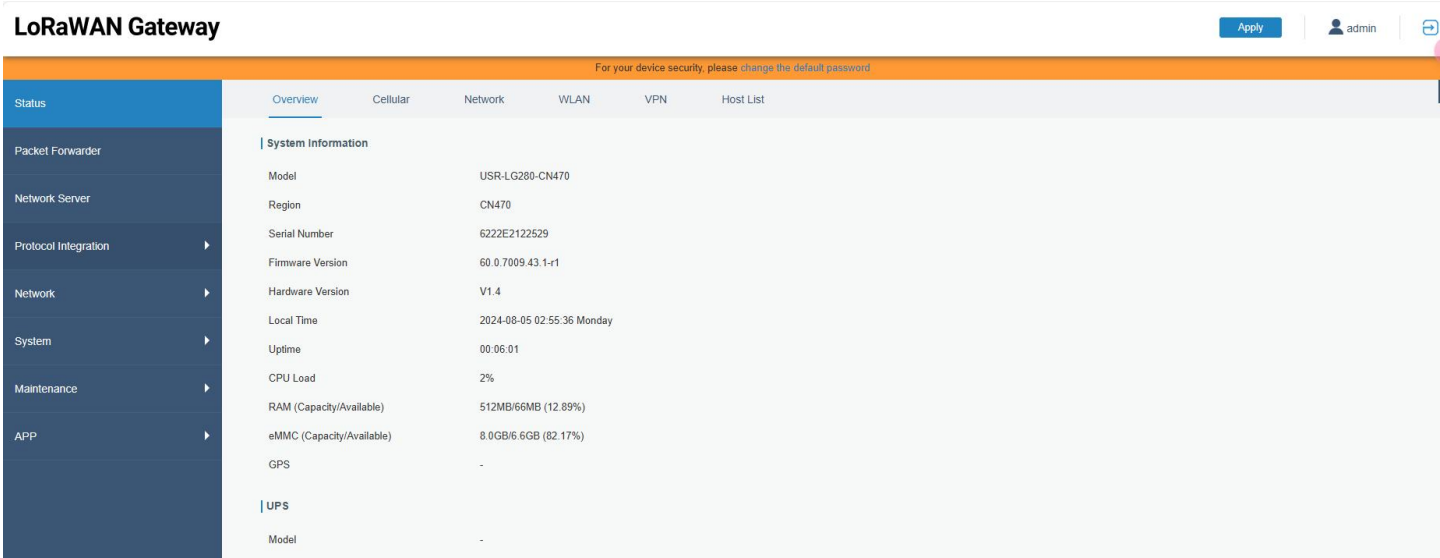 LoRaWAN Gateway
Apply
admin
For your device security, please change the default password
Status
Packet Forwarder
Network Server
Protocol Integration
Network
System
Maintenance
APP
Overview Cellular Network WLAN VPN Host List
System Information
Model USR-LG280-CN470
Region CN470
Serial Number 6222E2122529
Firmware Version 60.0.7009.43.1-r1
Hardware Version V1.4
Local Time 2024-08-05 02:55:36 Monday
Uptime 00:06:01
CPU Load 2%
RAM (Capacity/Available) 512MB/66MB (12.89%)
eMMC (Capacity/Available) 8.0GB/6.6GB (82.17%)
GPS -
UPS
Model -